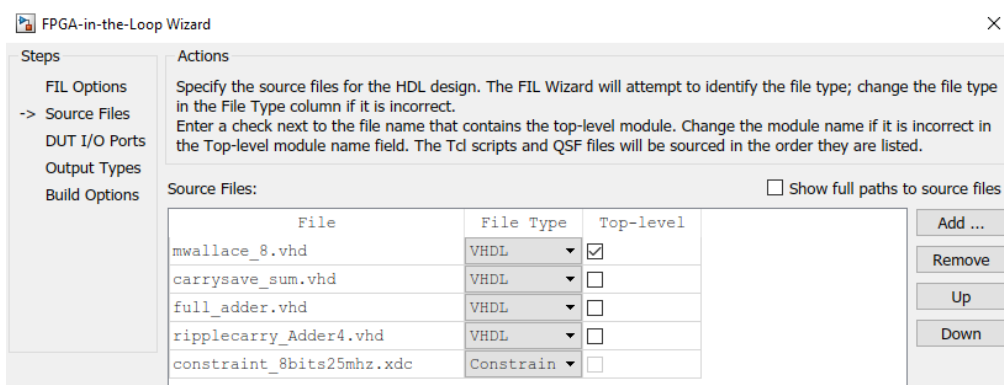 FPGA-in-the-Loop Wizard
Steps
FIL Options
-> Source Files
DUT I/O Ports
Output Types
Build Options
Actions
Specify the source files for the HDL design. The FIL Wizard will attempt to identify the file type; change the file type
in the File Type column if it is incorrect.
Enter a check next to the file name that contains the top-level module. Change the module name if it is incorrect in
the Top-level module name field. The Tcl scripts and QSF files will be sourced in the order they are listed.
Source Files:
Show full paths to source files
File File Type Top-level
mwallace_8.vhd VHDL
carrysave_sum.vhd VHDL
full_adder.vhd VHDL
ripplecarry_Adder4.vhd VHDL
constraint_8bits25mhz.xdc Constrain
Add ...
Remove
Up
Down